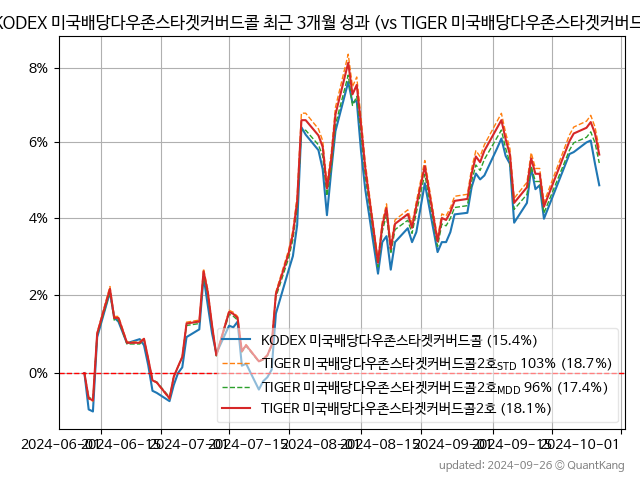 KODEX 미국배당다우존스타겟커버드콜 최근 3개월 성과 (vs TIGER 미국배당다우존스타겟커버드
8%
6%
4%
2%
0%
KODEX 미국배당다우존스타겟커버드콜 (15.4%)
TIGER 미국배당다우존스타겟커버드콜2호STD 103% (18.7%)
TIGER 미국배당다우존스타겟커버드콜2호MDD 96% (17.4%)
TIGER 미국배당다우존스타겟커버드콜2호 (18.1%)
2024-06-01 2024-06-15 2024-07-01 2024-07-15 2024-08-01 2024-08-15 2024-09-01 2024-09-15 2024-10-01
updated: 2024-09-26 © QuantKang